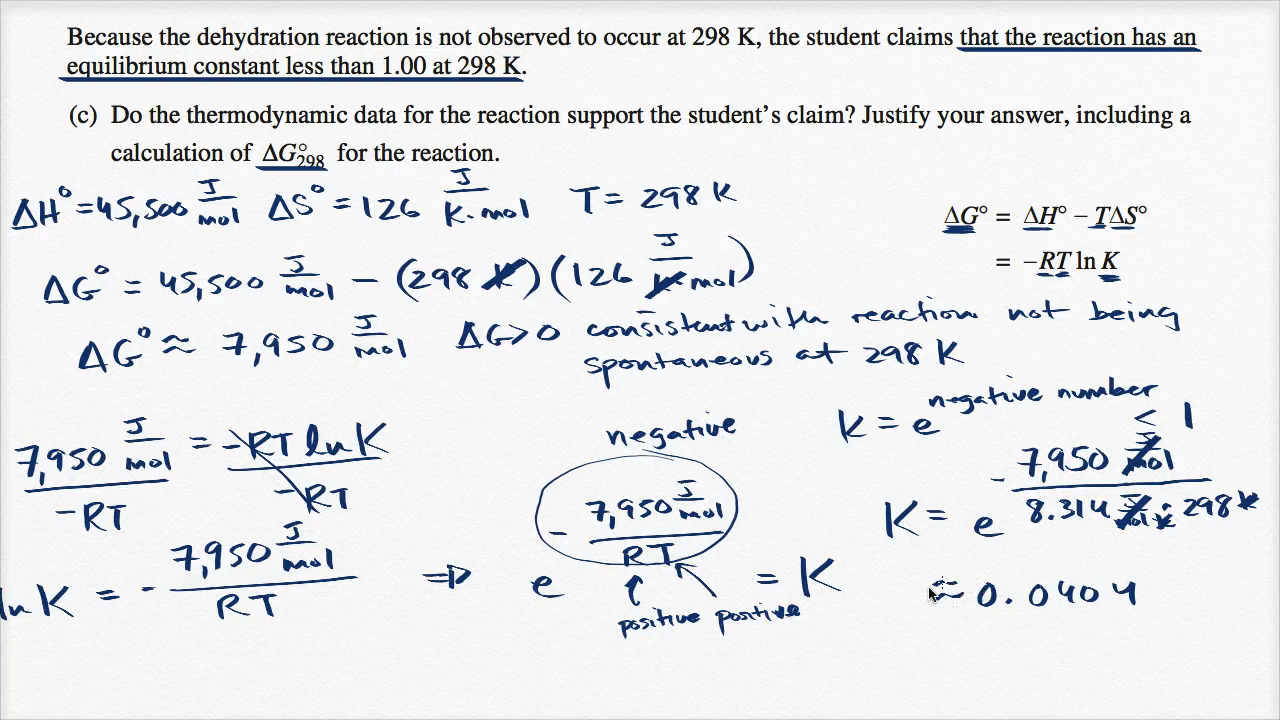 Because the dehydration reaction is not observed to occur at 298 K, the student claims that the reaction has an
equilibrium constant less than 1.00 at 298 K.
(c) Do the thermodynamic data for the reaction support the student's claim? Justify your answer, including a
calculation of ΔG°298 for the reaction.
ΔH° = 45,500 J/mol ΔS° = 126 J/K·mol T = 298 K
ΔG° = ΔH° − TΔS°
= −RT ln K
ΔG° = 45,500 J/mol − (298 K)(126 J/K mol)
ΔG° ≈ 7,950 J/mol ΔG>0 consistent with reaction not being
spontaneous at 298 K
7,950 J/mol / −RT = −RT ln K / −RT
ln K = − 7,950 J/mol / RT
⇒ e − 7,950 J/mol / RT = K
negative
positive positive
K = e negative number < 1
K = e − 7,950 J/mol / 8.314 J/mol·K · 298 K
≈ 0.0404